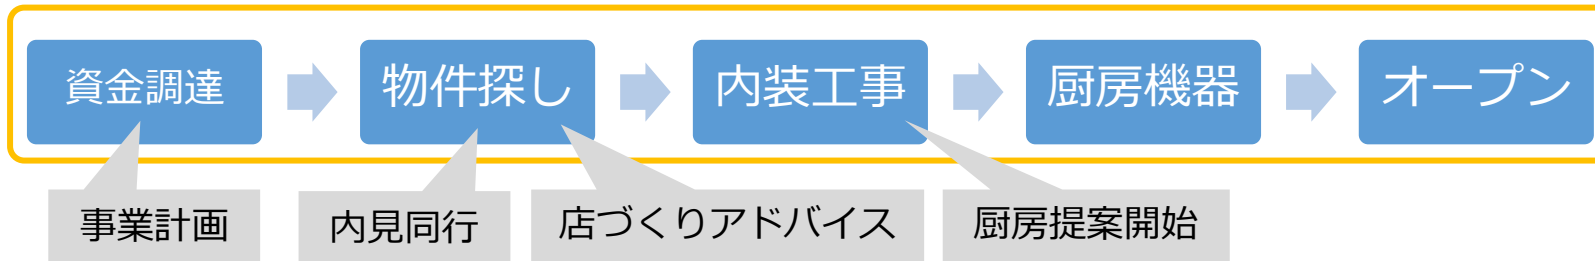 資金調達
物件探し
内装工事
厨房機器
オープン
事業計画
内見同行
店づくりアドバイス
厨房提案開始